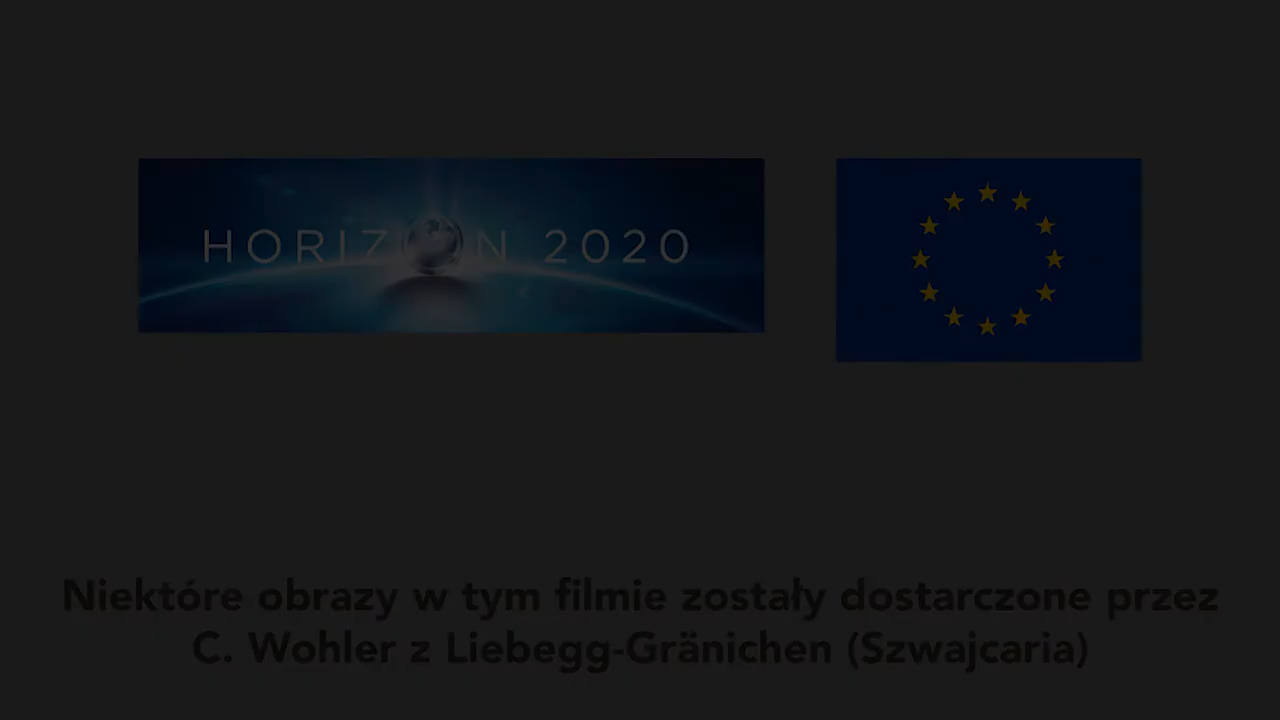 HORIZON 2020
Niektóre obrazy w tym filmie zostały dostarczone przez
C. Wohler z Liebegg-Gränichen (Szwajcaria)